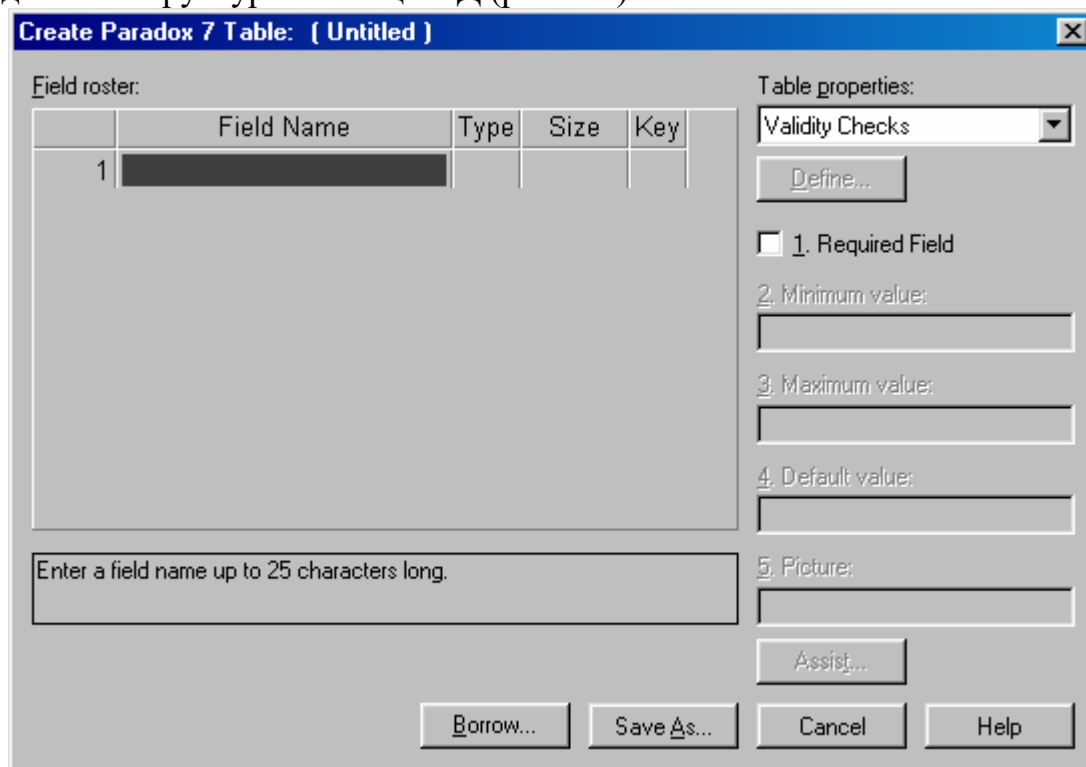 Create Paradox 7 Table: ( Untitled )
Field roster:
Field Name Type Size Key
1
Enter a field name up to 25 characters long.
Table properties:
Validity Checks
Define...
1. Required Field
2. Minimum value:
3. Maximum value:
4. Default value:
5. Picture:
Assist...
Borrow... Save As... Cancel Help